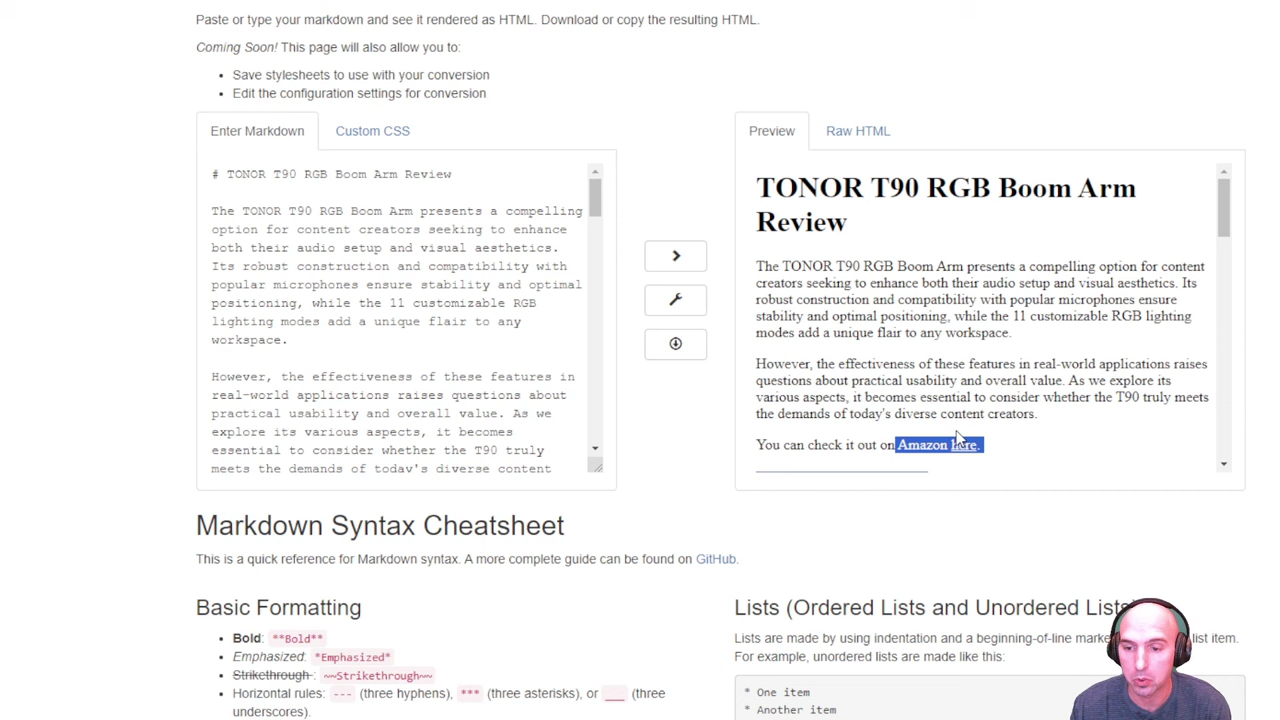 Paste or type your markdown and see it rendered as HTML. Download or copy the resulting HTML.
Coming Soon! This page will also allow you to:
• Save stylesheets to use with your conversion
• Edit the configuration settings for conversion
Enter Markdown
Custom CSS
# TONOR T90 RGB Boom Arm Review
The TONOR T90 RGB Boom Arm presents a compelling
option for content creators seeking to enhance
both their audio setup and visual aesthetics.
Its robust construction and compatibility with
popular microphones ensure stability and optimal
positioning, while the 11 customizable RGB
lighting modes add a unique flair to any
workspace.
However, the effectiveness of these features in
real-world applications raises questions about
practical usability and overall value. As we
explore its various aspects, it becomes
essential to consider whether the T90 truly
meets the demands of today's diverse content
Preview
Raw HTML
TONOR T90 RGB Boom Arm
Review
The TONOR T90 RGB Boom Arm presents a compelling option for content
creators seeking to enhance both their audio setup and visual aesthetics. Its
robust construction and compatibility with popular microphones ensure
stability and optimal positioning, while the 11 customizable RGB lighting
modes add a unique flair to any workspace.
However, the effectiveness of these features in real-world applications raises
questions about practical usability and overall value. As we explore its
various aspects, it becomes essential to consider whether the T90 truly meets
the demands of today's diverse content creators.
You can check it out on Amazon here.
Markdown Syntax Cheatsheet
This is a quick reference for Markdown syntax. A more complete guide can be found on GitHub.
Basic Formatting
• Bold: **Bold**
• Emphasized: *Emphasized*
• Strikethrough: ~~Strikethrough~~
• Horizontal rules: --- (three hyphens), *** (three asterisks), or ___ (three
underscores).
Lists (Ordered Lists and Unordered Lists)
Lists are made by using indentation and a beginning-of-line list item.
For example, unordered lists are made like this:
* One item
* Another item